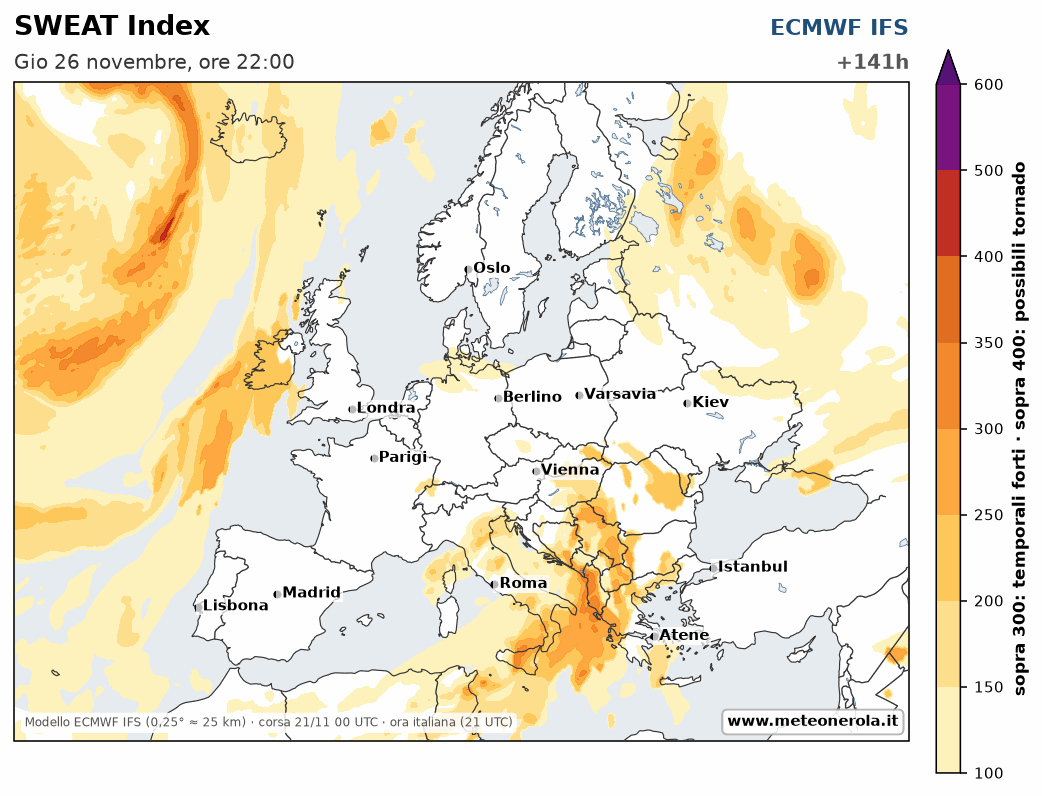 SWEAT Index
ECMWF IFS
Gio 26 novembre, ore 22:00
+141h
Oslo
Berlino
Varsavia
Londra
Kiev
Parigi
Vienna
Istanbul
Roma
Madrid
Lisbona
Atene
Modello ECMWF IFS (0,25° ≈ 25 km) · corsa 21/11 00 UTC · ora italiana (21 UTC)
www.meteonerola.it
600
500
400
350
300
250
200
150
100
sopra 300: temporali forti · sopra 400: possibili tornado